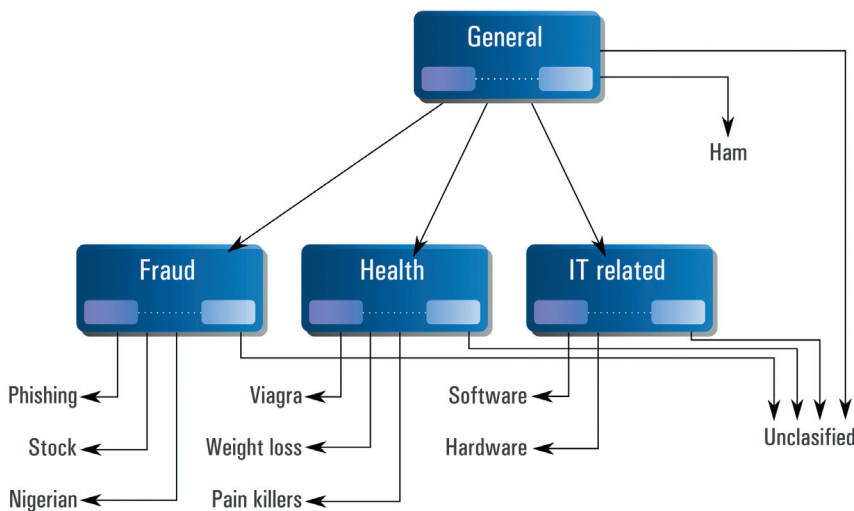 General
Ham
Fraud
Health
IT related
Phishing
Viagra
Software
Stock
Weight loss
Hardware
Unclasified
Nigerian
Pain killers